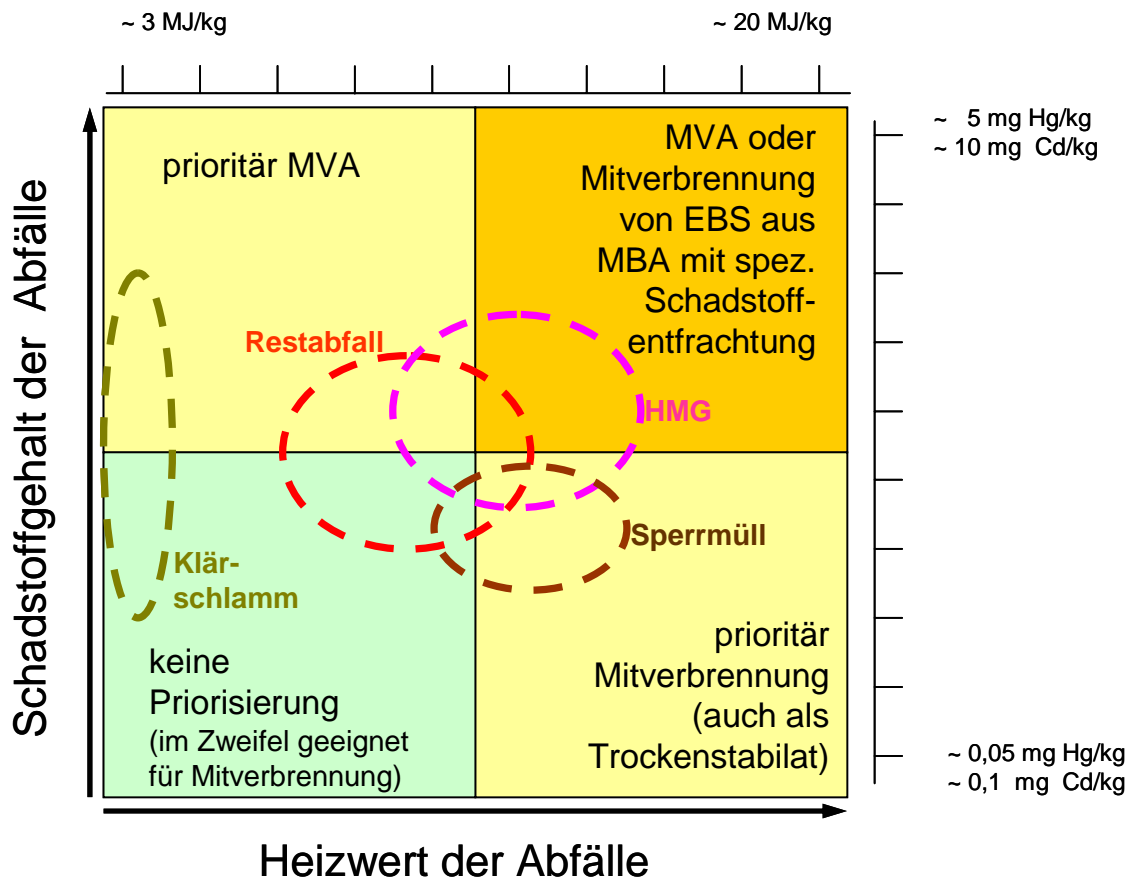 ~ 3 MJ/kg
~ 20 MJ/kg
~ 5 mg Hg/kg
~ 10 mg Cd/kg
prioritär MVA
MVA oder
Mitverbrennung
von EBS aus
MBA mit spez.
Schadstoff-
entfrachtung
Schadstoffgehalt der Abfälle
Restabfall
HMG
Sperrmüll
Klär-
schlamm
keine
Priorisierung
(im Zweifel geeignet
für Mitverbrennung)
prioritär
Mitverbrennung
(auch als
Trockenstabilat)
~ 0,05 mg Hg/kg
~ 0,1 mg Cd/kg
Heizwert der Abfälle